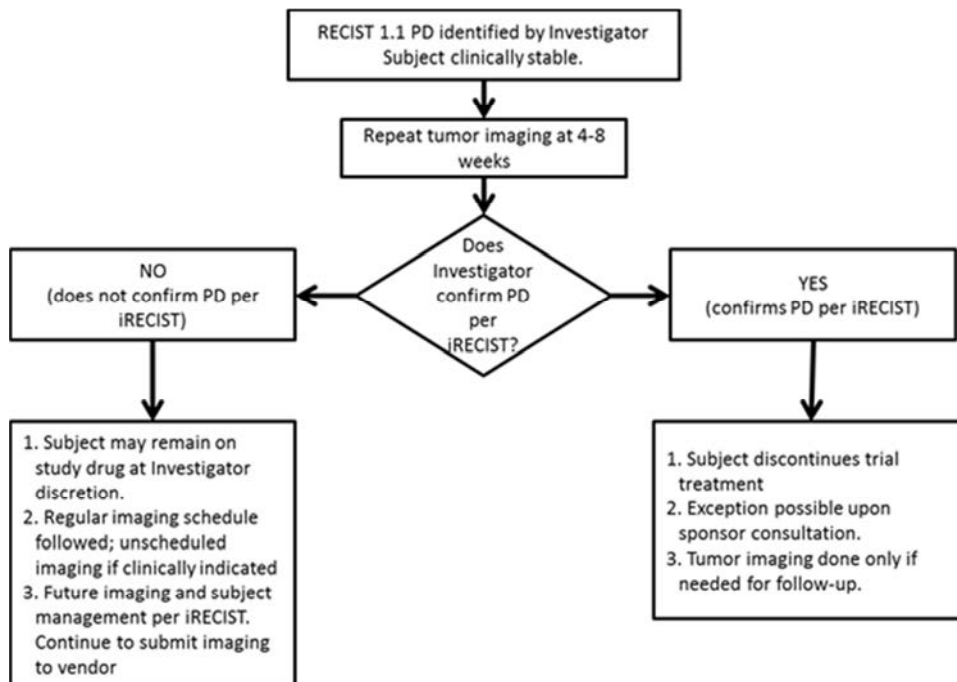 RECIST 1.1 PD identified by Investigator
Subject clinically stable.
Repeat tumor imaging at 4-8
weeks
Does
Investigator
confirm PD
per
iRECIST?
NO
(does not confirm PD per
iRECIST)
YES
(confirms PD per iRECIST)
1. Subject may remain on
study drug at Investigator
discretion.
2. Regular imaging schedule
followed; unscheduled
imaging if clinically indicated
3. Future imaging and subject
management per iRECIST.
Continue to submit imaging
to vendor
1. Subject discontinues trial
treatment
2. Exception possible upon
sponsor consultation.
3. Tumor imaging done only if
needed for follow-up.